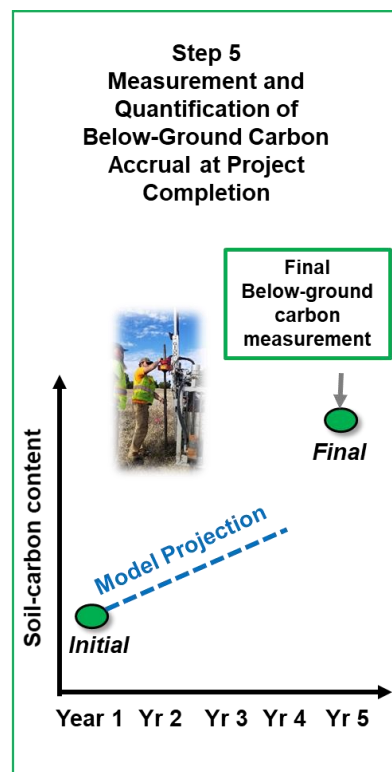 Step 5
Measurement and
Quantification of
Below-Ground Carbon
Accrual at Project
Completion
Final
Below-ground
carbon
measurement
Final
Model Projection
Initial
Soil-carbon content
Year 1 Yr 2 Yr 3 Yr 4 Yr 5